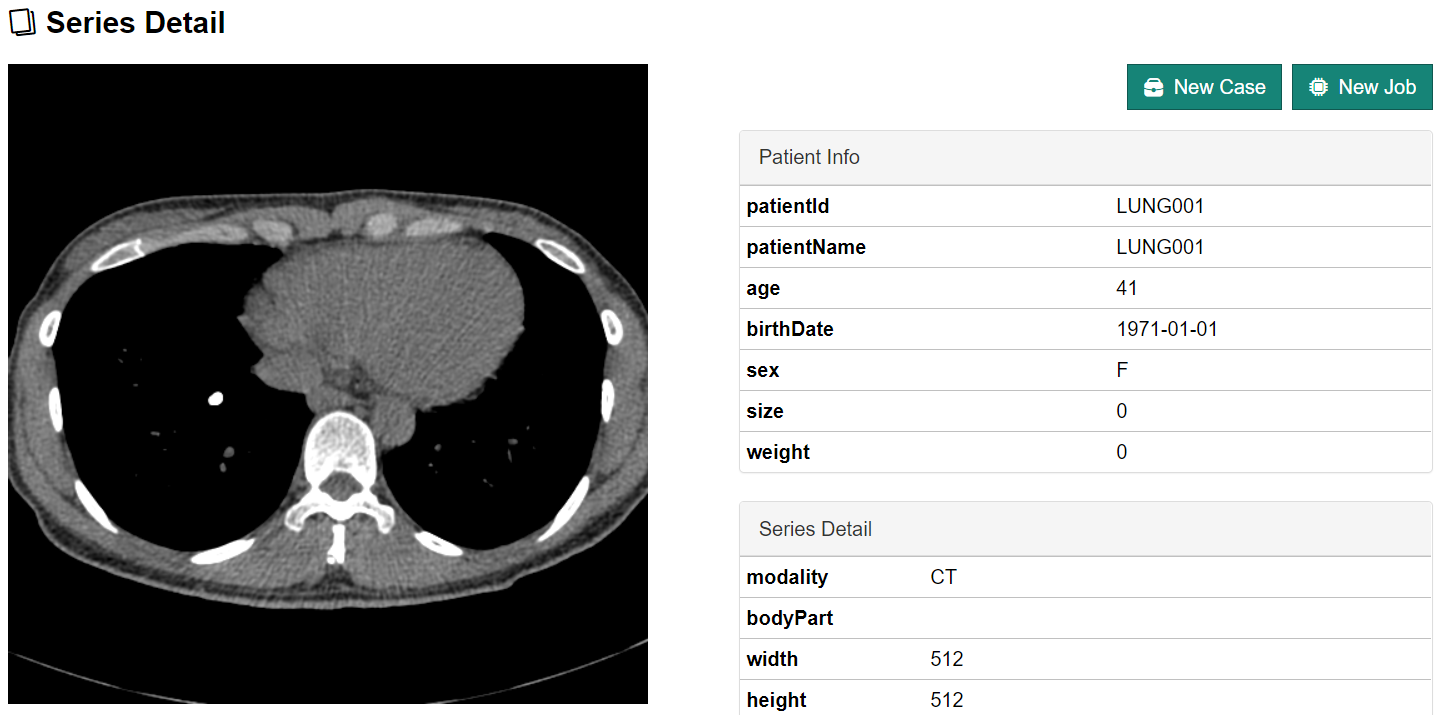 Series Detail
New Case
New Job
Patient Info
patientId LUNG001
patientName LUNG001
age 41
birthDate 1971-01-01
sex F
size 0
weight 0
Series Detail
modality CT
bodyPart
width 512
height 512